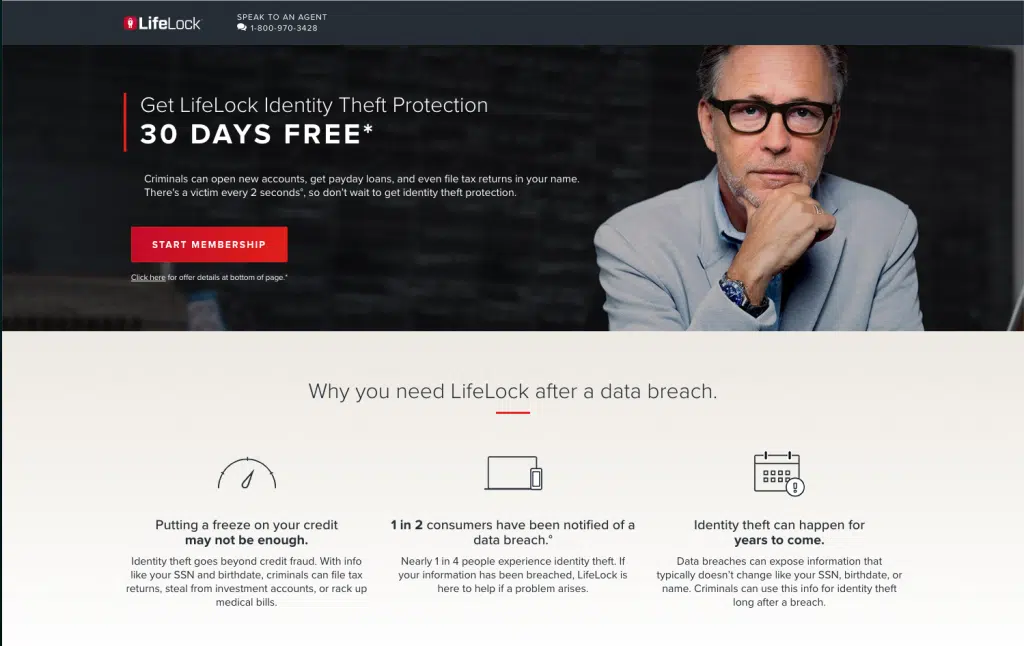 LifeLock
SPEAK TO AN AGENT
1-800-970-3428
Get LifeLock Identity Theft Protection
30 DAYS FREE*
Criminals can open new accounts, get payday loans, and even file tax returns in your name.
There's a victim every 2 seconds°, so don't wait to get identity theft protection.
START MEMBERSHIP
Click here for offer details at bottom of page.*
Why you need LifeLock after a data breach.
Putting a freeze on your credit
may not be enough.
Identity theft goes beyond credit fraud. With info
like your SSN and birthdate, criminals can file tax
returns, steal from investment accounts, or rack up
medical bills.
1 in 2 consumers have been notified of a
data breach.°
Nearly 1 in 4 people experience identity theft. If
your information has been breached, LifeLock is
here to help if a problem arises.
Identity theft can happen for
years to come.
Data breaches can expose information that
typically doesn't change like your SSN, birthdate, or
name. Criminals can use this info for identity theft
long after a breach.